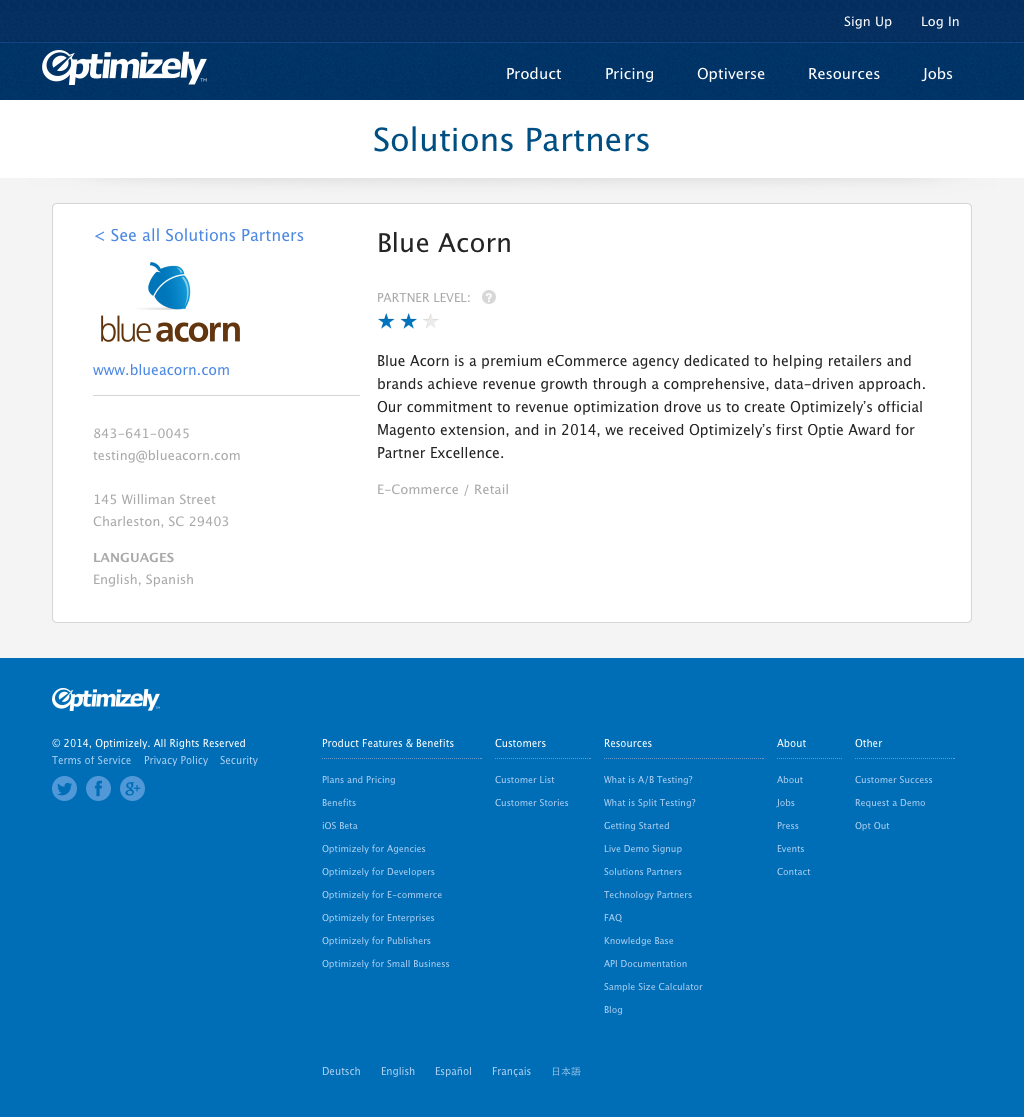 Sign Up Log In
Optimizely™
Product Pricing Optiverse Resources Jobs
Solutions Partners
< See all Solutions Partners
blue acorn
www.blueacorn.com
843-641-0045
testing@blueacorn.com
145 Williman Street
Charleston, SC 29403
LANGUAGES
English, Spanish
Blue Acorn
PARTNER LEVEL: ?
Blue Acorn is a premium eCommerce agency dedicated to helping retailers and
brands achieve revenue growth through a comprehensive, data-driven approach.
Our commitment to revenue optimization drove us to create Optimizely's official
Magento extension, and in 2014, we received Optimizely's first Optie Award for
Partner Excellence.
E-Commerce / Retail
Optimizely
© 2014, Optimizely. All Rights Reserved
Terms of Service Privacy Policy Security
Product Features & Benefits
Plans and Pricing
Benefits
iOS Beta
Optimizely for Agencies
Optimizely for Developers
Optimizely for E-commerce
Optimizely for Enterprises
Optimizely for Publishers
Optimizely for Small Business
Customers
Customer List
Customer Stories
Resources
What is A/B Testing?
What is Split Testing?
Getting Started
Live Demo Signup
Solutions Partners
Technology Partners
FAQ
Knowledge Base
API Documentation
Sample Size Calculator
Blog
About
About
Jobs
Press
Events
Contact
Other
Customer Success
Request a Demo
Opt Out
Deutsch English Español Français 日本語